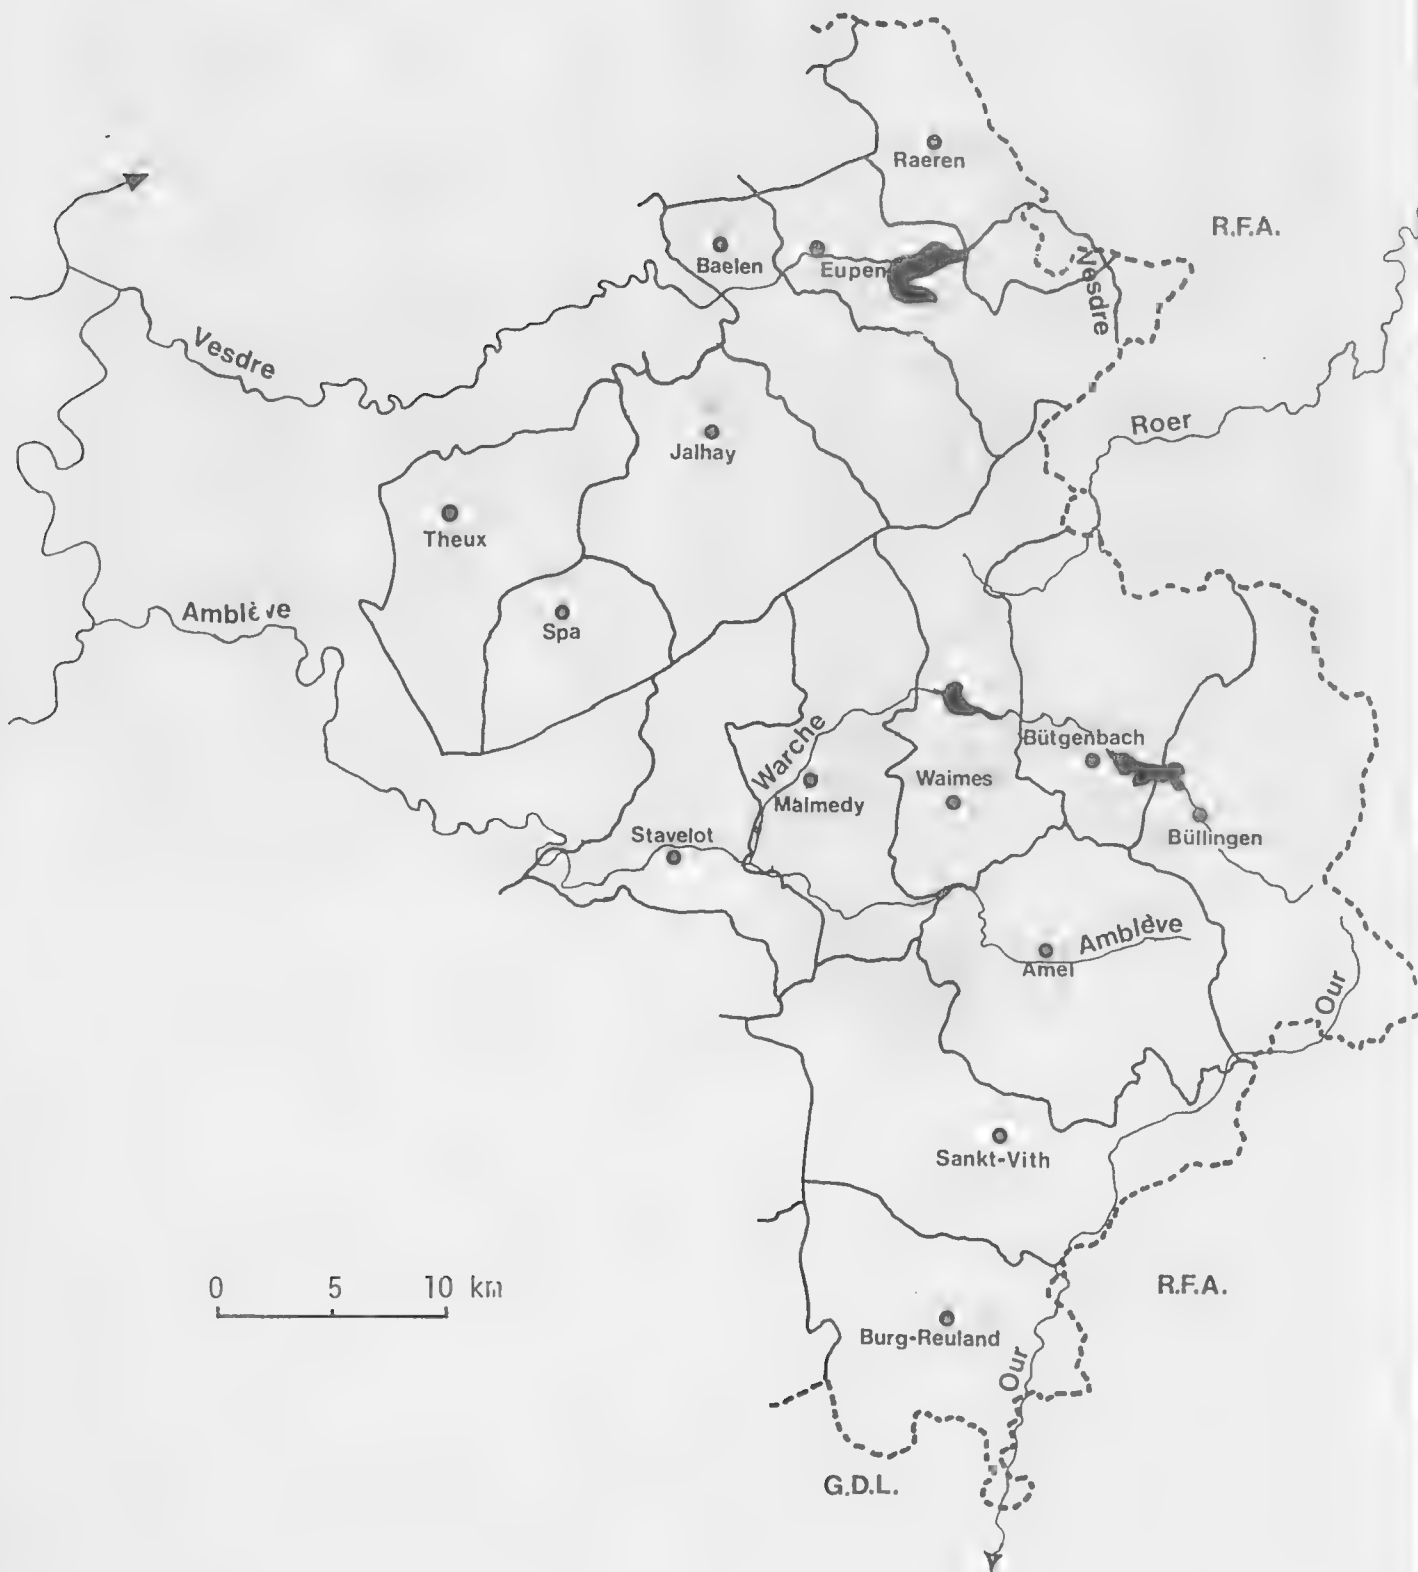 Raeren
R.F.A.
Baelen
Eupen
Vesdre
Vesdre
Roer
Jalhay
Theux
Amblève
Spa
Warche
Bütgenbach
Waimes
Malmedy
Stavelot
Büllingen
Amblève
Amel
Our
Sankt-Vith
0 5 10 km
R.F.A.
Burg-Reuland
Our
G.D.L.